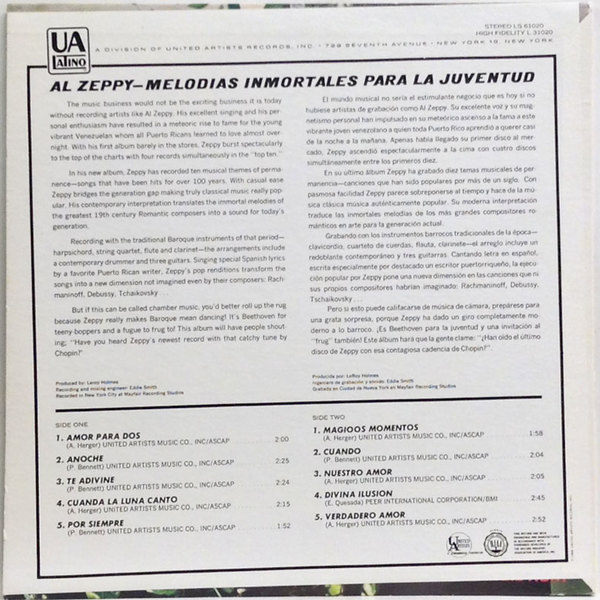 STEREO LS 61020
HIGH FIDELITY L 31020
UA
LATINO
A DIVISION OF UNITED ARTISTS RECORDS, INC. • 729 SEVENTH AVENUE • NEW YORK 19, NEW YORK
AL ZEPPY—MELODIAS INMORTALES PARA LA JUVENTUD
The music business would not be the exciting business it is today
without recording artists like Al Zeppy. His excellent singing and his per-
sonal enthusiasm have resulted in a meteoric rise to fame for the young
vibrant Venezuelan whom all Puerto Ricans learned to love almost over
night. With his first album barely in the stores, Zeppy burst spectacularly
to the top of the charts with four records simultaneously in the "top ten."
In his new album, Zeppy has recorded ten musical themes of perma-
nence—songs that have been hits for over 100 years. With casual ease
Zeppy bridges the generation gap making truly classical music really pop-
ular. His contemporary interpretation translates the immortal melodies of
the greatest 19th century Romantic composers into a sound for today's
generation.
Recording with the traditional Baroque instruments of that period—
harpsichord, string quartet, flute and clarinet—the arrangements include
a contemporary drummer and three guitars. Singing special Spanish lyrics
by a favorite Puerto Rican writer, Zeppy's pop renditions transform the
songs into a new dimension not imagined even by their composers: Rach-
maninoff, Debussy, Tchaikovsky . . .
But if this can be called chamber music, you'd better roll up the rug
because Zeppy really makes Baroque mean dancing! It's Beethoven for
teeny-boppers and a fugue to frug to! This album will have people shout-
ing; "Have you heard Zeppy's newest record with that catchy tune by
Chopin?"
Produced by: Leroy Holmes
Recording and mixing engineer: Eddie Smith
Recorded in New York City at Mayfair Recording Studios
El mundo musical no sería el estimulante negocio que es hoy si no
hubiese artistas de grabación como Al Zeppy. Su excelente voz y su mag-
netismo personal han impulsado en su meteórico ascenso a la fama a este
vibrante joven venezolano a quien toda Puerto Rico aprendió a querer casi
de la noche a la mañana. Apenas había llegado su primer disco al mer-
cado, Zeppy ascendió espectacularmente a la cima con cuatro discos
simultáneamente entre los primeros diez.
En su último álbum Zeppy ha grabado diez temas musicales de per-
manencia—canciones que han sido populares por más de un siglo. Con
pasmosa facilidad Zeppy parece sobreponerse al tiempo y hace de la mú-
sica clásica música auténticamente popular. Su moderna interpretación
traduce las inmortales melodías de los más grandes compositores ro-
mánticos en arte para la generación actual.
Grabando con los instrumentos barrocos tradicionales de la época—
clavicordio, cuarteto de cuerdas, flauta, clarinete—el arreglo incluye un
redoblante contemporáneo y tres guitarras. Cantando letra en español,
escrita especialmente por destacado un escritor puertorriqueño, la ejecu-
ción popular por Zeppy pone una nueva dimensión en las canciones que ni
sus propios compositores habrían imaginado: Rachmaninoff, Debussy,
Tschaikovsky . . .
Pero si esto puede calificarse de música de cámara, prepárese para
una grata sorpresa, porque Zeppy ha dado un giro completamente mo-
derno a lo barroco. ¡Es Beethoven para la juventud y una invitación al
"frug" también! Este álbum hará que la gente clame: "¿Han oído el último
disco de Zeppy con esa contagiosa cadencia de Chopin?"
Producida por: LeRoy Holmes
Ingeniero de grabación y sonido: Eddie Smith
Grabada en Ciudad de Nueva York en Mayfair Recording Studios
SIDE ONE
1. AMOR PARA DOS
(A. Herger) UNITED ARTISTS MUSIC CO., INC/ASCAP 2:00
2. ANOCHE
(P. Bennett) UNITED ARTISTS MUSIC CO., INC/ASCAP 2:25
3. TE ADIVINE
(P. Bennett) UNITED ARTISTS MUSIC CO., INC/ASCAP 2:24
4. CUANDA LA LUNA CANTO
(A. Herger) UNITED ARTISTS MUSIC CO., INC/ASCAP 2:15
5. POR SIEMPRE
(P. Bennett) UNITED ARTISTS MUSIC CO., INC/ASCAP 1:52
SIDE TWO
1. MAGIOOS MOMENTOS
(A. Herger) UNITED ARTISTS MUSIC CO., INC/ASCAP 1:58
2. CUANDO
(P. Bennett) UNITED ARTISTS MUSIC CO., INC/ASCAP 2:04
3. NUESTRO AMOR
(A. Herger) UNITED ARTISTS MUSIC CO., INC/ASCAP 2:05
4. DIVINA ILUSION
(E. Quesada) PEER INTERNATIONAL CORPORATION/BMI 2:45
5. VERDADERO AMOR
(A. Herger) UNITED ARTISTS MUSIC CO., INC/ASCAP 2:52
UNITED
ARTISTS
RIAA